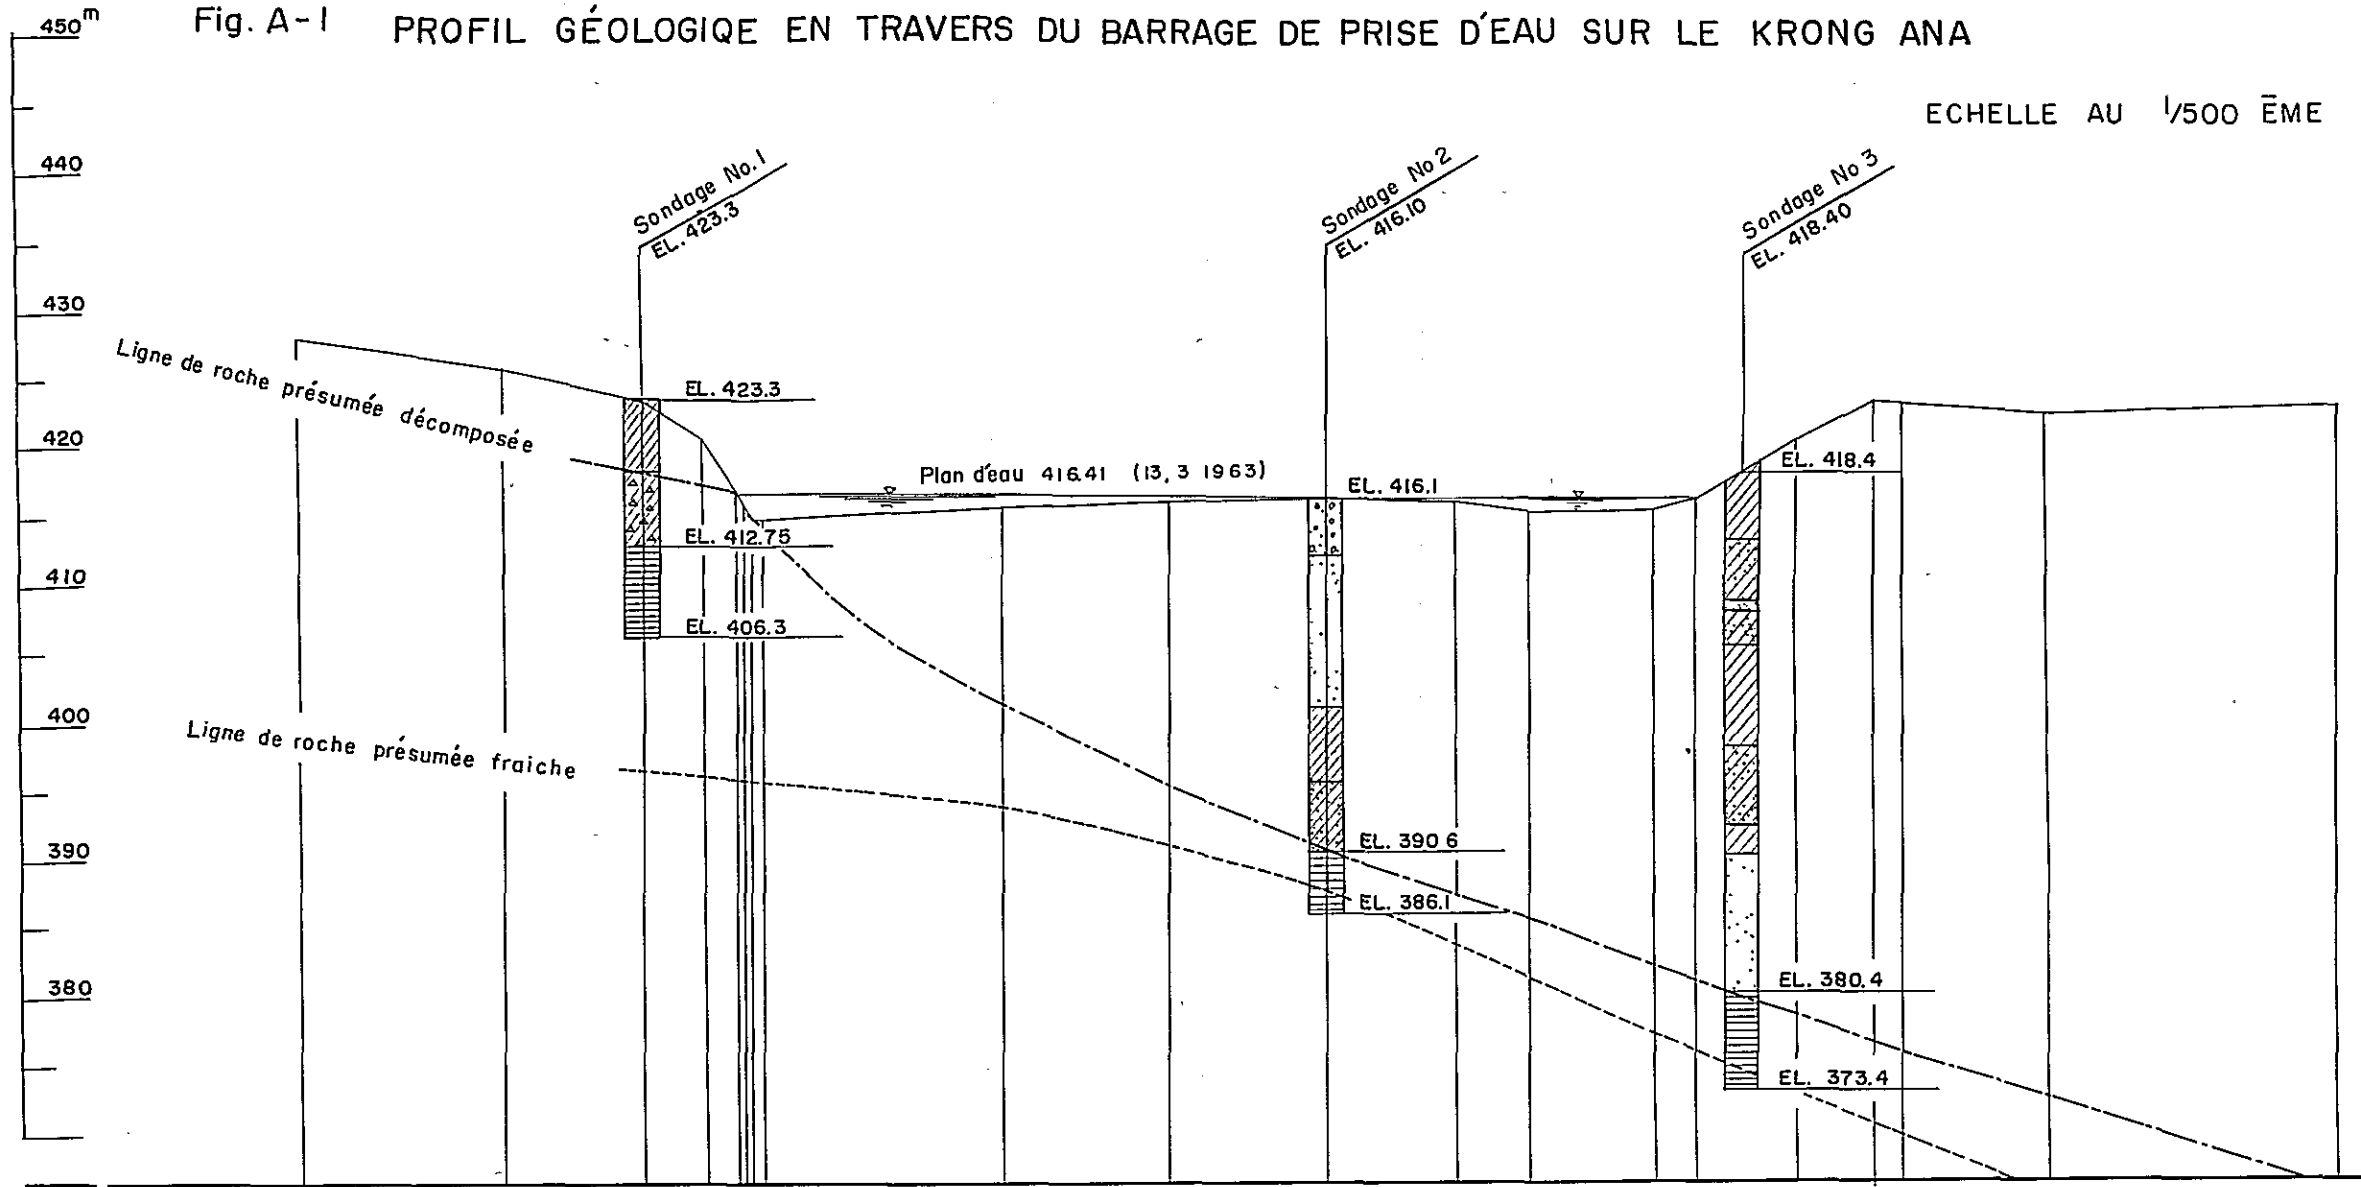 Fig. A-1 PROFIL GÉOLOGIQE EN TRAVERS DU BARRAGE DE PRISE D'EAU SUR LE KRONG ANA
ECHELLE AU 1/500 ĒME
450m
440
430
420
410
400
390
380
Sondage No. 1
EL. 423.3
Sondage No 2
EL. 416.10
Sondage No 3
EL. 418.40
Ligne de roche présumée décomposée
EL. 423.3
Plan d'eau 416.41 (13, 3 1963)
EL. 416.1
EL. 418.4
EL. 412.75
EL. 406.3
Ligne de roche présumée fraiche
EL. 390 6
EL. 386.1
EL. 380.4
EL. 373.4